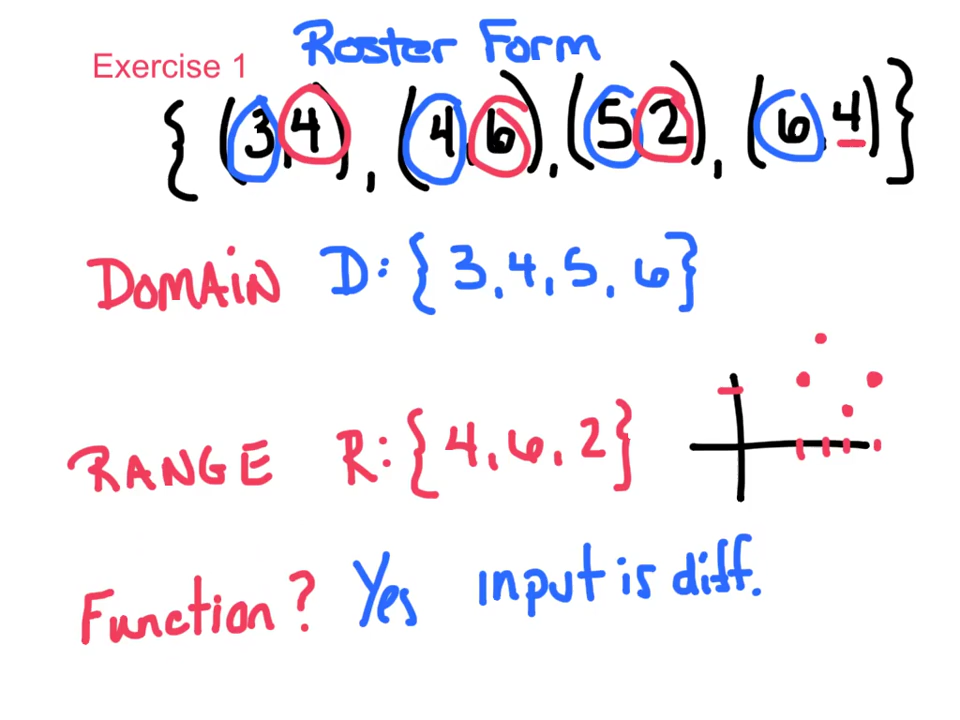 Roster Form
Exercise 1
{(3,4), (4,6), (5,2), (6,4)}
DOMAIN D: {3,4,5,6}
RANGE R: {4,6,2}
Function? Yes input is diff.